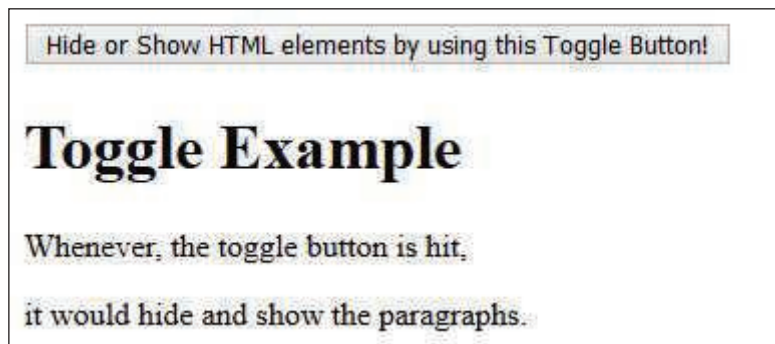 Hide or Show HTML elements by using this Toggle Button!
Toggle Example
Whenever, the toggle button is hit,
it would hide and show the paragraphs.